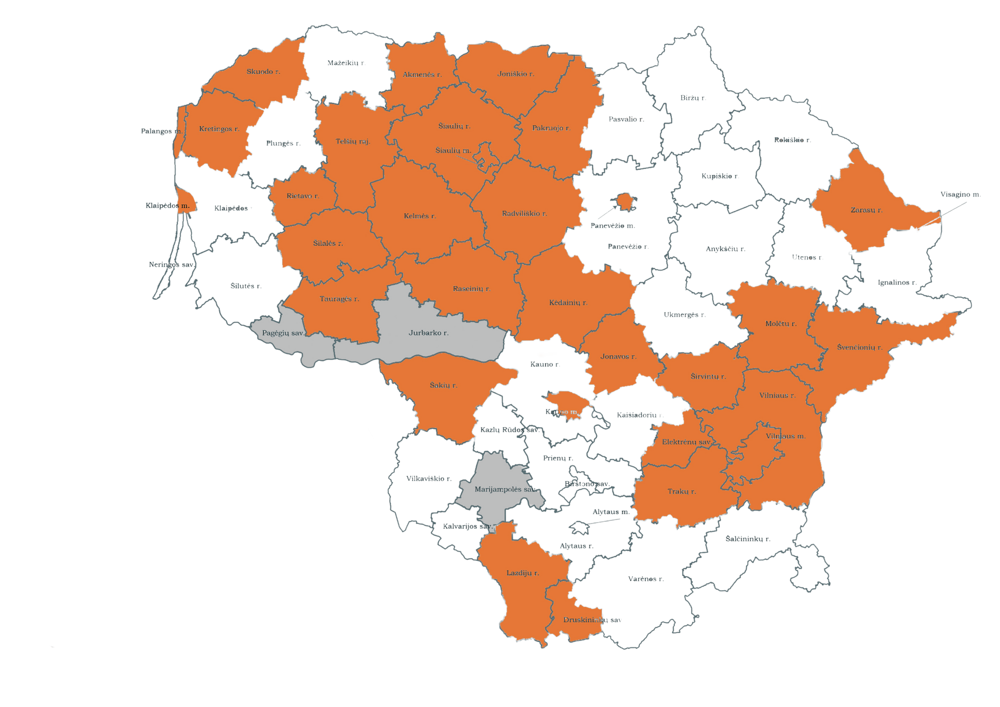 Mažeikių r.
Skuodo r.
Akmenės r.
Joniškio r.
Biržų r.
Pasvalio r.
Palangos m.
Kretingos r.
Plungės r.
Telšių raj.
Šiaulių r.
Pakruojo r.
Rokiškio r.
Šiaulių m.
Kupiškio r.
Visagino m.
Rietavo r.
Klaipėdos m.
Klaipėdos
Kelmės r.
Radviliškio r.
Zarasų r.
Panevėžio m.
Šilalės r.
Panevėžio r.
Anykščių r.
Utenos r.
Neringos sav.
Šilutės r.
Raseinių r.
Ignalinos r.
Tauragės r.
Kėdainių r.
Ukmergės r.
Molėtų r.
Pagėgių sav.
Jurbarko r.
Švenčionių r.
Jonavos r.
Kauno r.
Širvintų r.
Šakių r.
Vilniaus r.
Kauno m.
Kaišiadorių r.
Kazlų Rūdos sav.
Vilniaus m.
Elektrėnų sav.
Prienų r.
Vilkaviškio r.
Birštono sav.
Marijampolės sav.
Trakų r.
Alytaus m.
Kalvarijos sav.
Šalčininkų r.
Alytaus r.
Lazdijų r.
Varėnos r.
Druskininkų sav